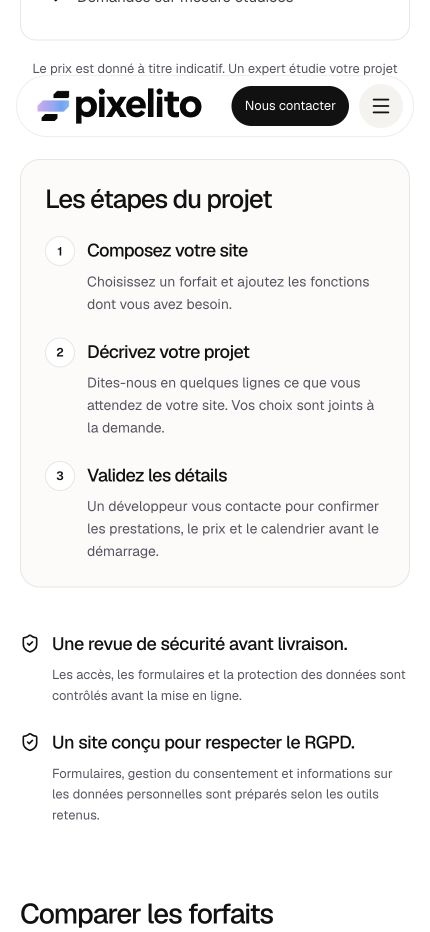 Demandes sur mesure étudiées
Le prix est donné à titre indicatif. Un expert étudie votre projet
pixelito
Nous contacter
Les étapes du projet
1 Composez votre site
Choisissez un forfait et ajoutez les fonctions
dont vous avez besoin.
2 Décrivez votre projet
Dites-nous en quelques lignes ce que vous
attendez de votre site. Vos choix sont joints à
la demande.
3 Validez les détails
Un développeur vous contacte pour confirmer
les prestations, le prix et le calendrier avant le
démarrage.
Une revue de sécurité avant livraison.
Les accès, les formulaires et la protection des données sont
contrôlés avant la mise en ligne.
Un site conçu pour respecter le RGPD.
Formulaires, gestion du consentement et informations sur
les données personnelles sont préparés selon les outils
retenus.
Comparer les forfaits